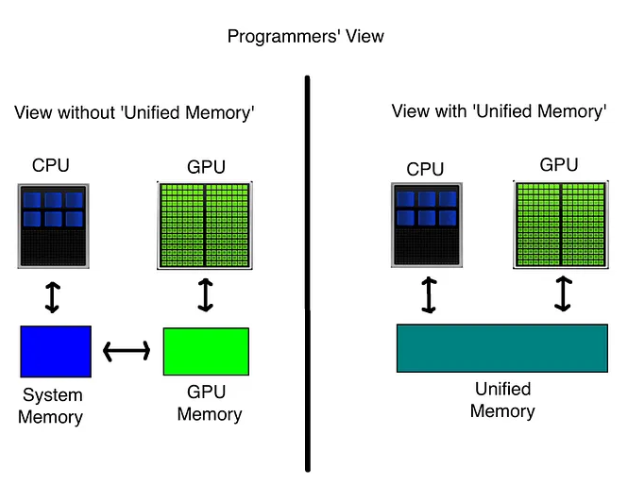 Programmers' View
View without 'Unified Memory'
CPU
GPU
System
Memory
GPU
Memory
View with 'Unified Memory'
CPU
GPU
Unified
Memory